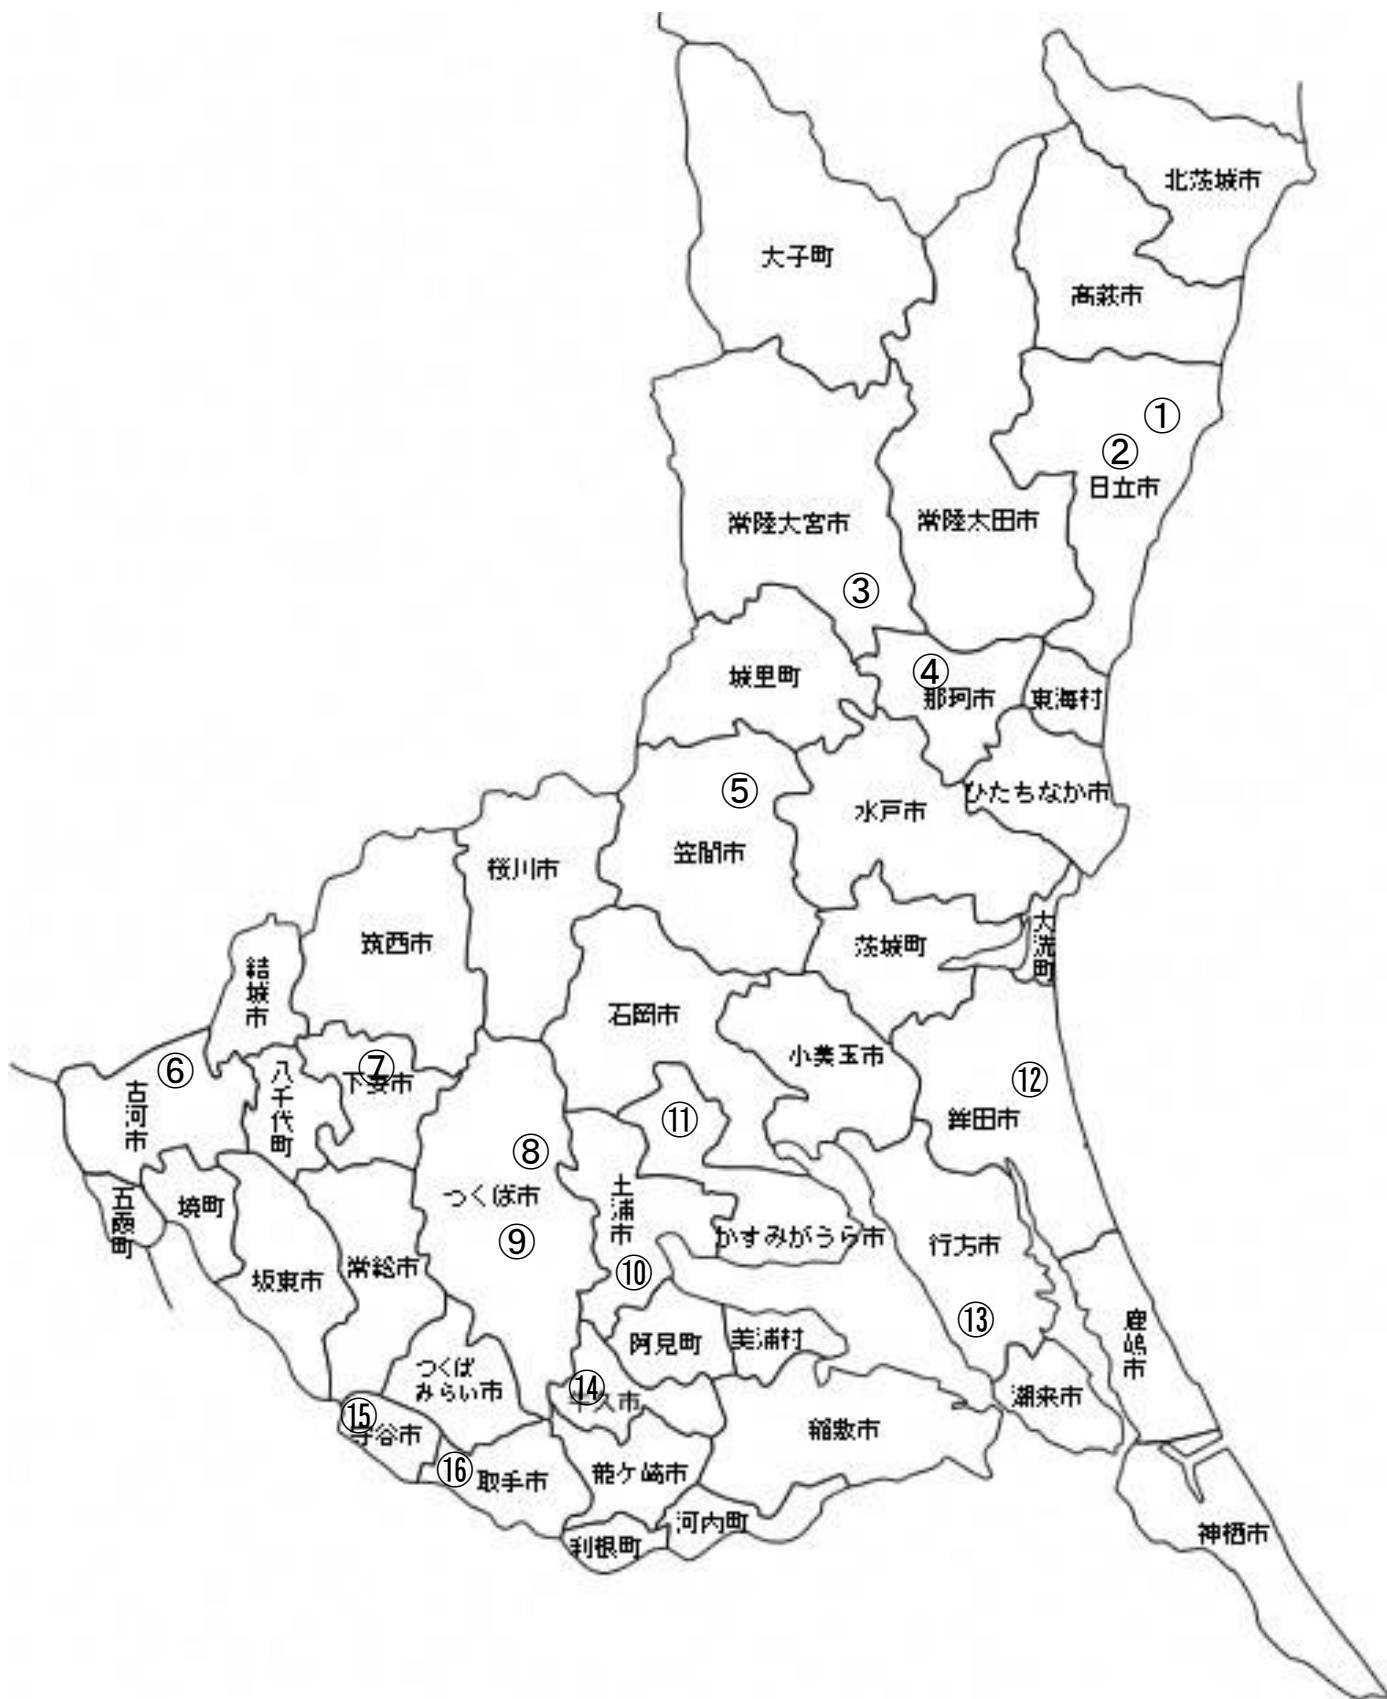 北茨城市
大子町
高萩市
①
②
日立市
常陸大宮市
常陸太田市
③
城里町
④
那珂市
東海村
⑤
水戸市
ひたちなか市
笠間市
桜川市
筑西市
結城市
茨城町
大洗町
石岡市
小美玉市
⑥
古河市
八千代町
⑦
下妻市
⑪
⑫
鉾田市
⑧
つくば市
⑨
土浦市
⑩
かすみがうら市
行方市
⑬
五霞町
境町
坂東市
常総市
阿見町
美浦村
鹿嶋市
つくば
みらい市
⑭
牛久市
潮来市
⑮
守谷市
⑯
取手市
龍ケ崎市
稲敷市
河内町
利根町
神栖市